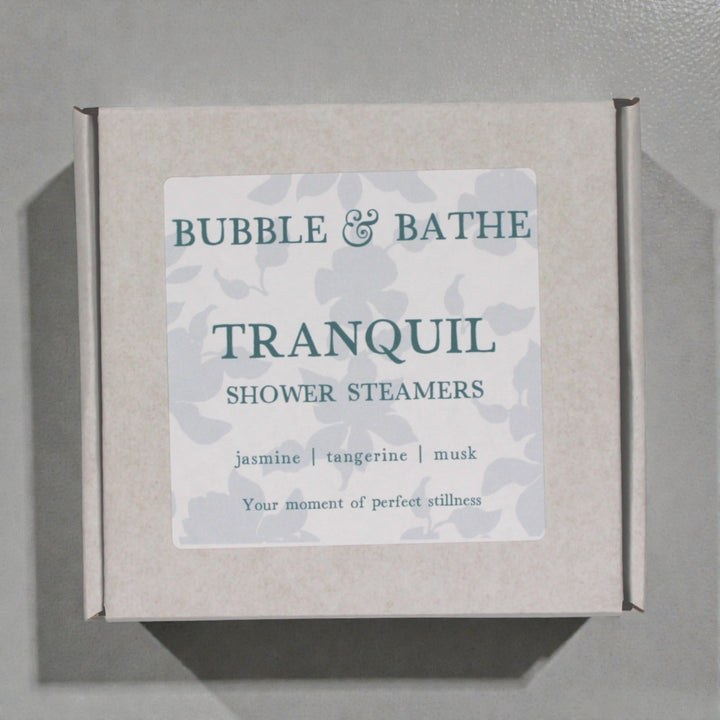 BUBBLE & BATHE
TRANQUIL
SHOWER STEAMERS
jasmine | tangerine | musk
Your moment of perfect stillness